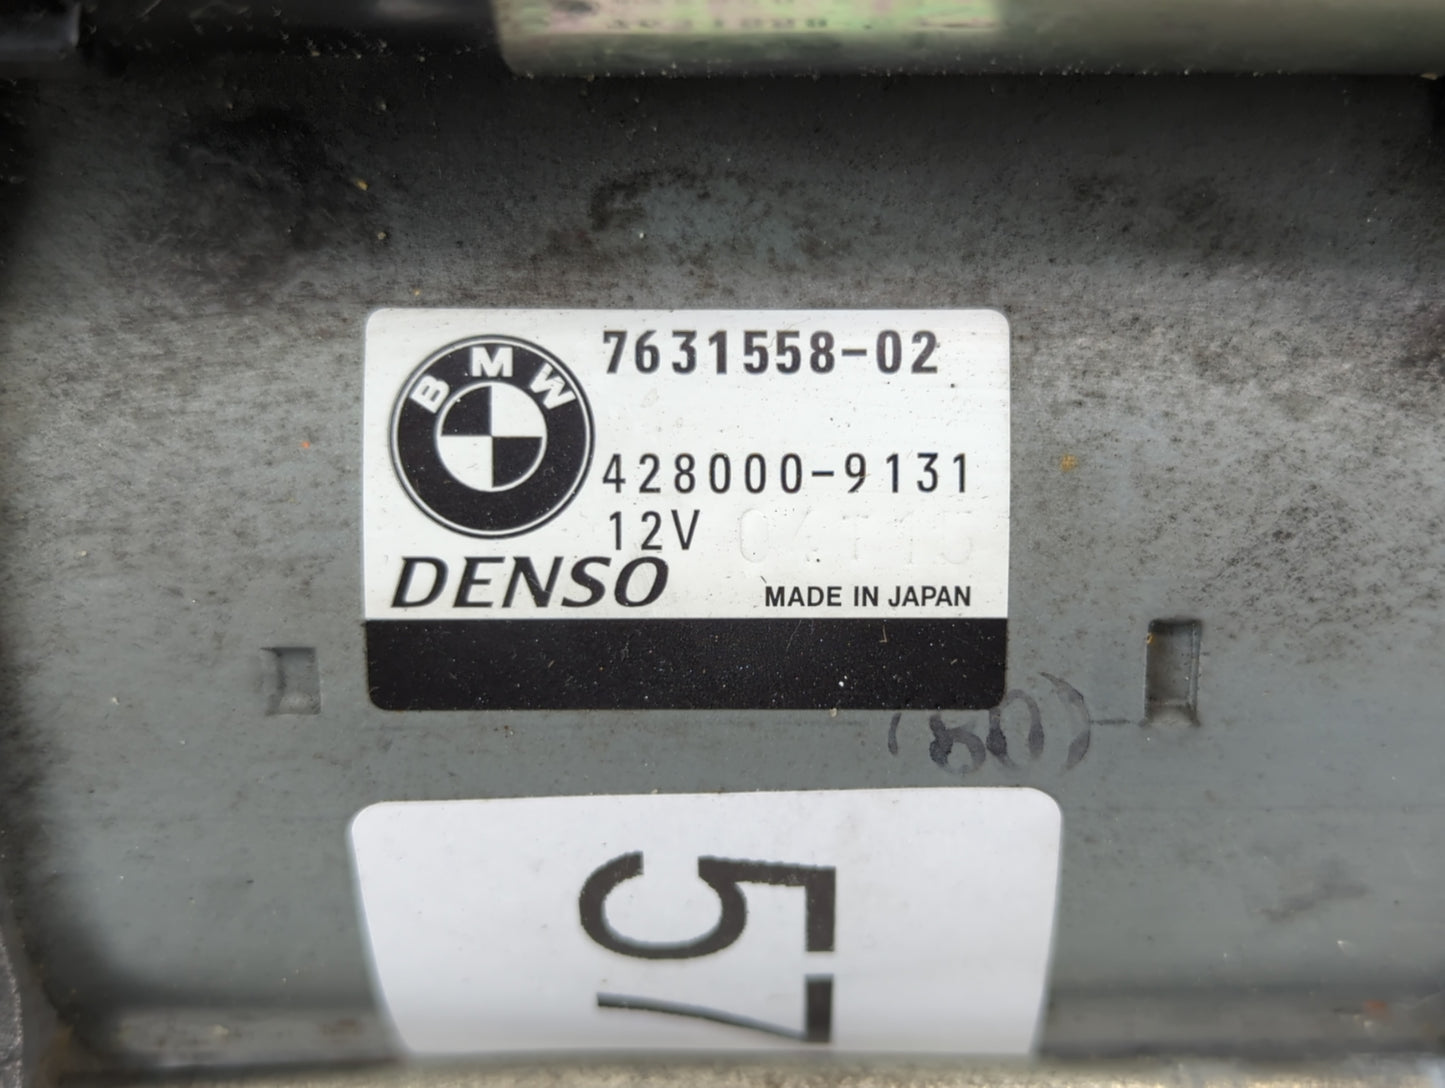 BMW
7631558-02
428000-9131
12V
DENSO
MADE IN JAPAN
(80)
57